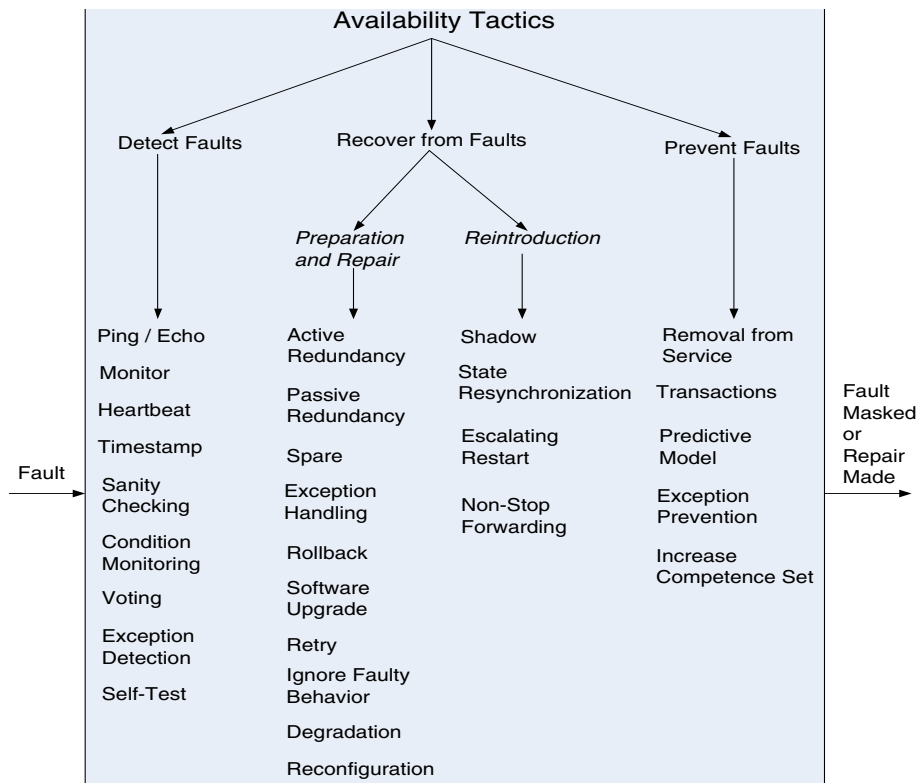 Availability Tactics
Detect Faults
Recover from Faults
Prevent Faults
Preparation
and Repair
Reintroduction
Fault
Ping / Echo
Monitor
Heartbeat
Timestamp
Sanity
Checking
Condition
Monitoring
Voting
Exception
Detection
Self-Test
Active
Redundancy
Passive
Redundancy
Spare
Exception
Handling
Rollback
Software
Upgrade
Retry
Ignore Faulty
Behavior
Degradation
Reconfiguration
Shadow
State
Resynchronization
Escalating
Restart
Non-Stop
Forwarding
Removal from
Service
Transactions
Predictive
Model
Exception
Prevention
Increase
Competence Set
Fault
Masked
or
Repair
Made